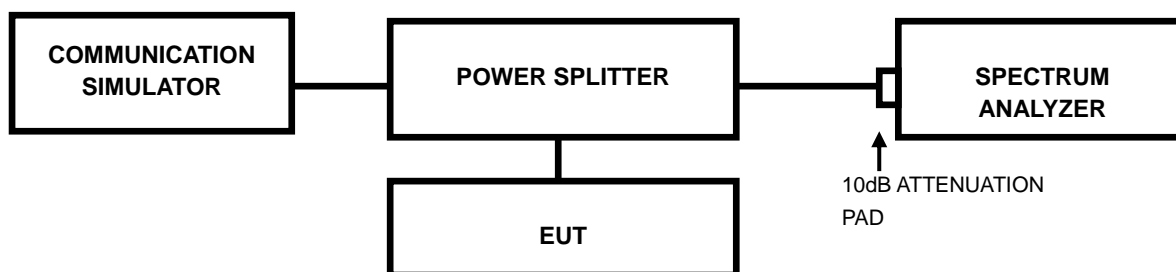 COMMUNICATION
SIMULATOR
POWER SPLITTER
SPECTRUM
ANALYZER
10dB ATTENUATION
PAD
EUT